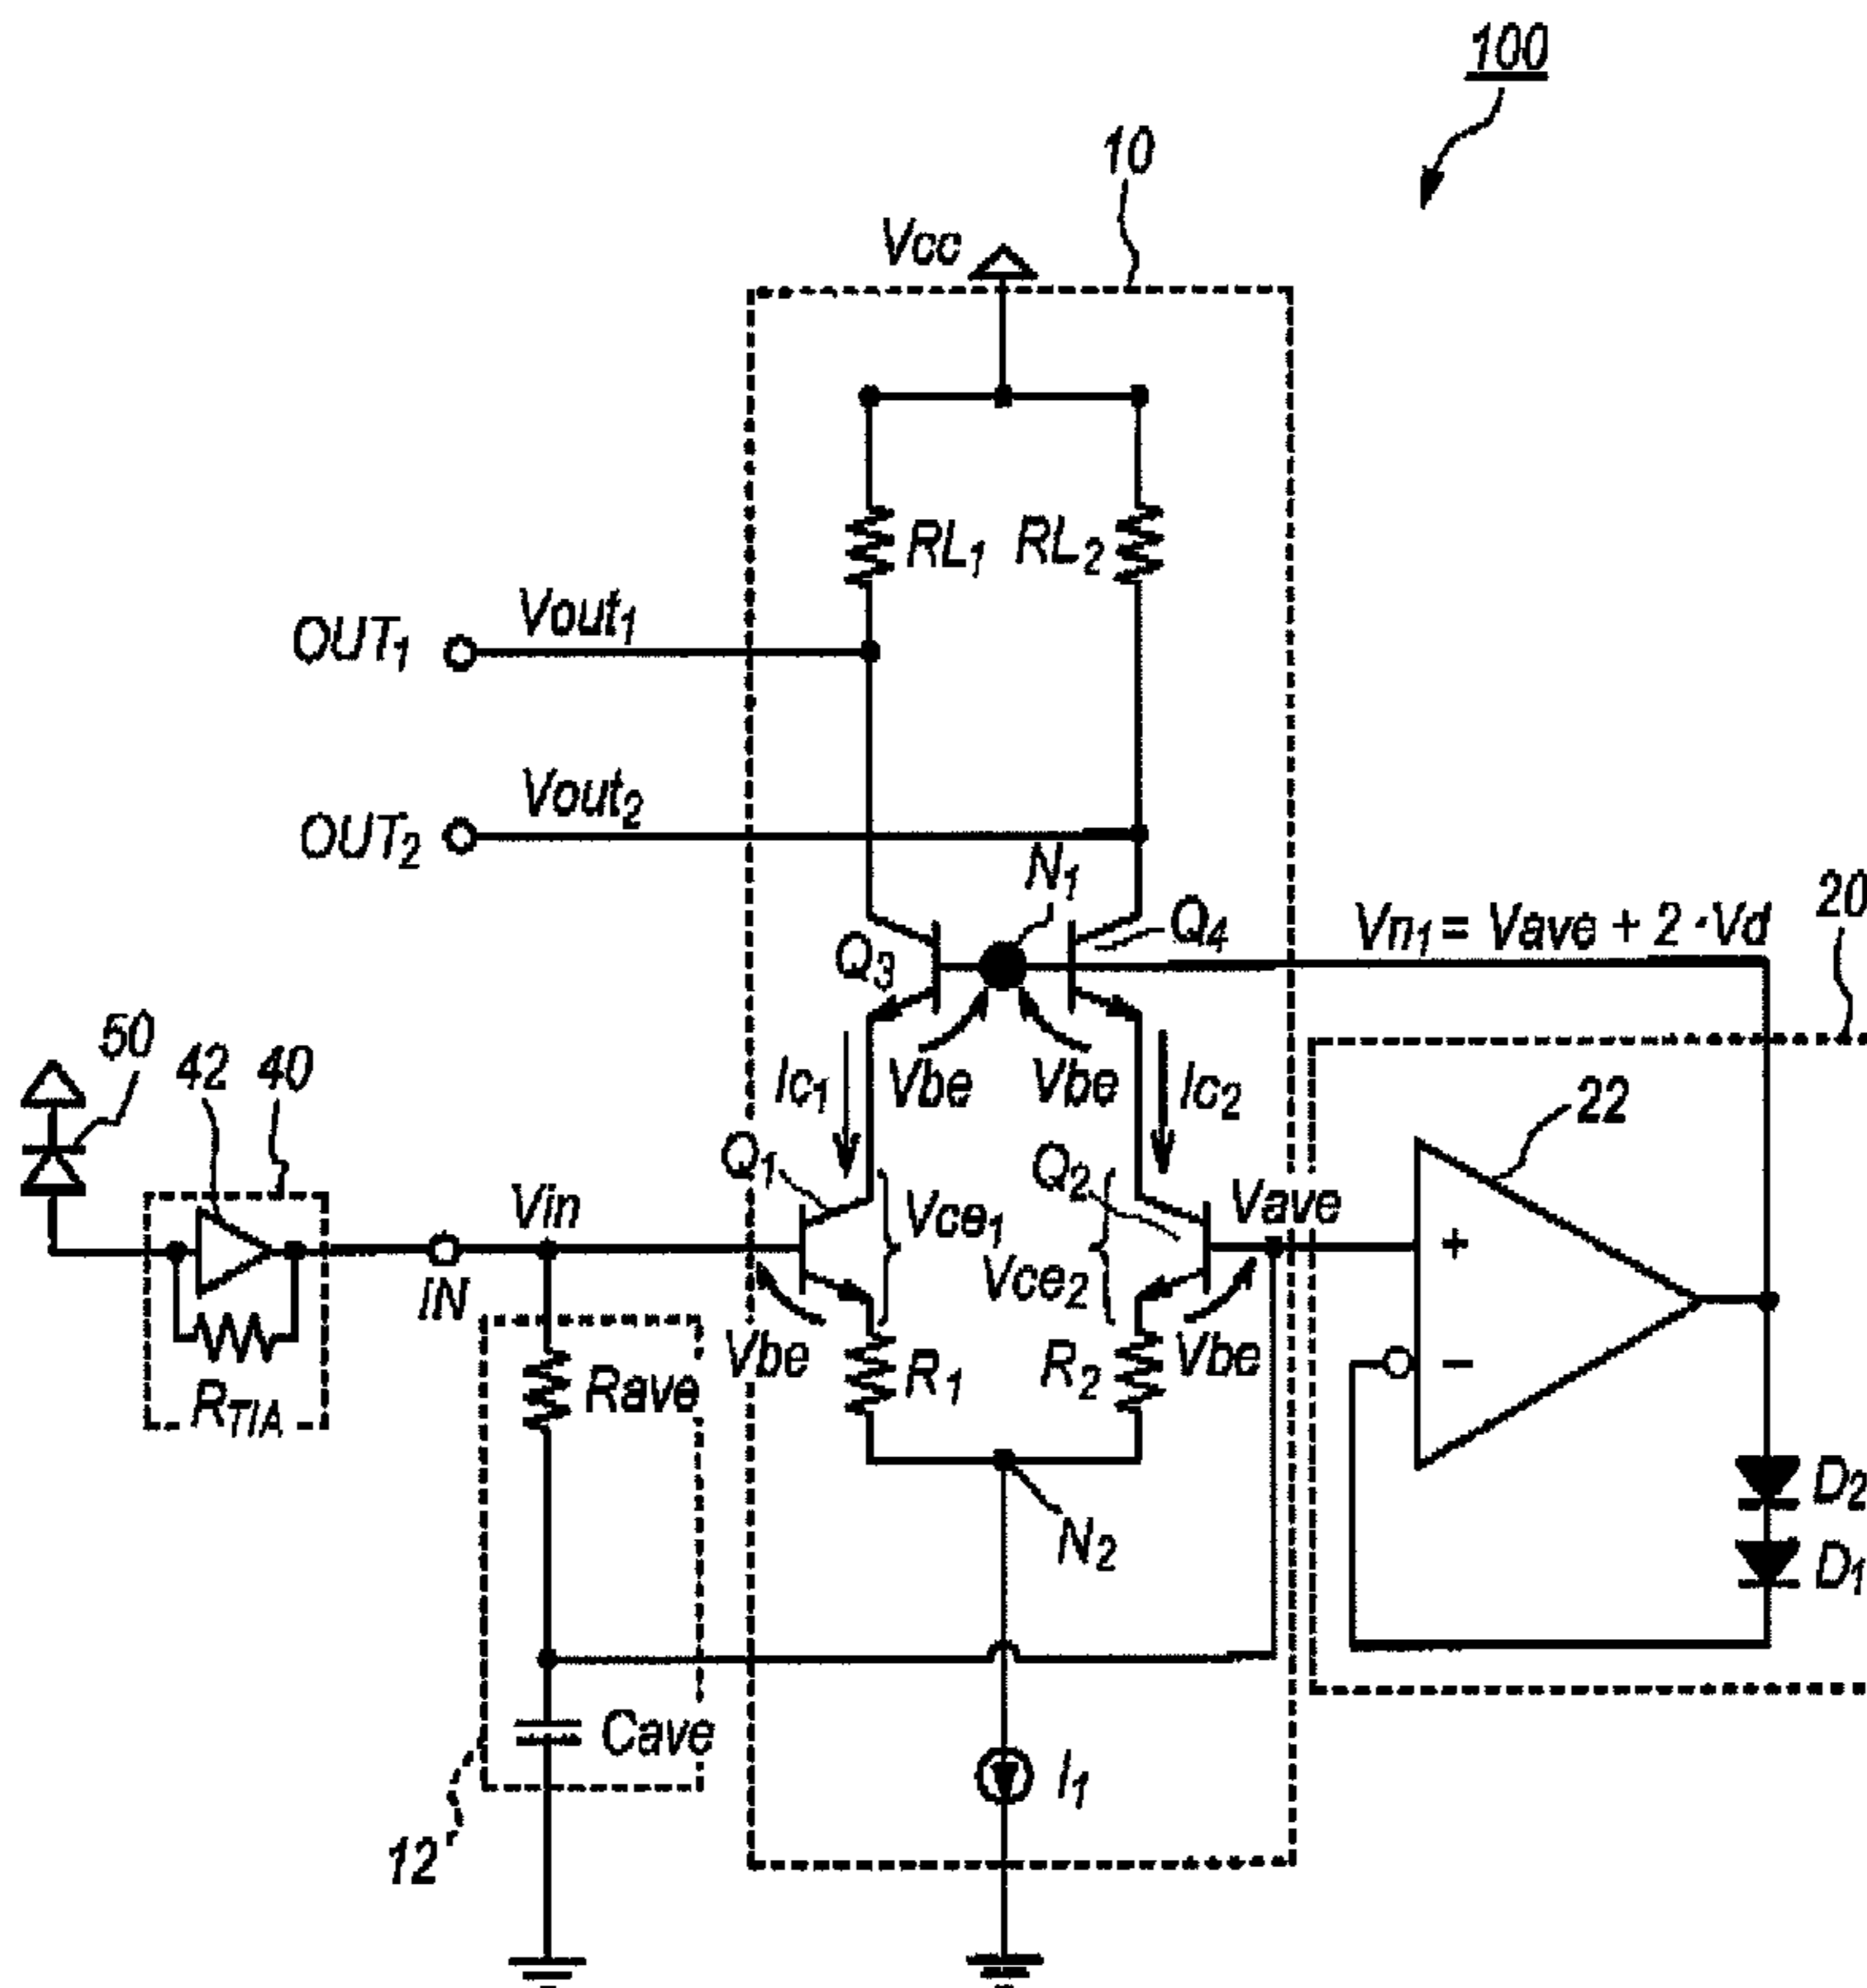 100
10
Vcc
RL1 RL2
OUT1 Vout1
OUT2 Vout2
N1
20
Q3 Q4 Vn1 = Vave + 2 · Vd
50 42 40
Ic1 Vbe Vbe Ic2 22
Q1 Q2
Vin Vce1 Vave +
IN Vce2
Vbe R1 R2 Vbe -
RTIA Rave
D2
N2 D1
Cave
I1
12